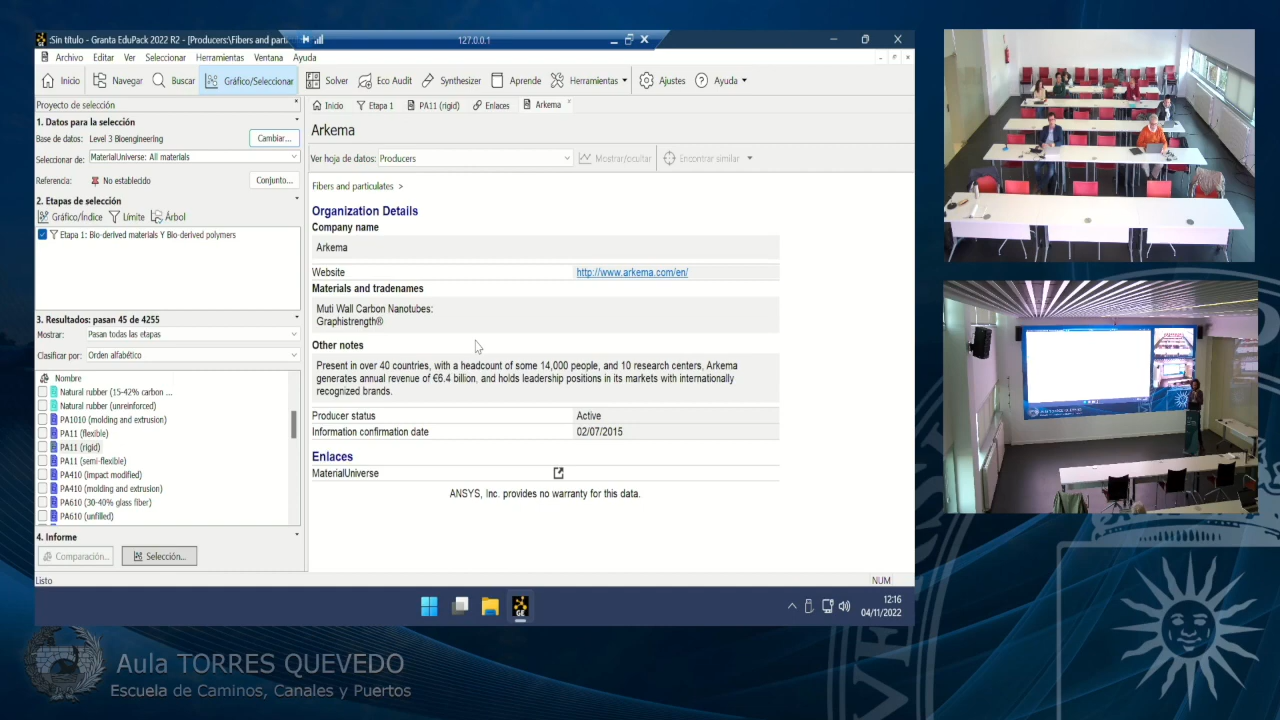 :Sin título - Granta EduPack 2022 R2 - [Producers:\Fibers and parti
127.0.0.1
Archivo Editar Ver Seleccionar Herramientas Ventana Ayuda
Inicio Navegar Buscar Gráfico/Seleccionar Solver Eco Audit Synthesizer Aprende Herramientas Ajustes Ayuda
Proyecto de selección
Inicio Etapa 1 PA11 (rigid) Enlaces Arkema
1. Datos para la selección
Base de datos: Level 3 Bioengineering Cambiar...
Seleccionar de: MaterialUniverse: All materials
Referencia: No establecido Conjunto...
2. Etapas de selección
Gráfico/Índice Límite Árbol
Etapa 1: Bio-derived materials Y Bio-derived polymers
3. Resultados: pasan 45 de 4255
Mostrar: Pasan todas las etapas
Clasificar por: Orden alfabético
Nombre
Natural rubber (15-42% carbon ...
Natural rubber (unreinforced)
PA1010 (molding and extrusion)
PA11 (flexible)
PA11 (rigid)
PA11 (semi-flexible)
PA410 (impact modified)
PA410 (molding and extrusion)
PA610 (30-40% glass fiber)
PA610 (unfilled)
4. Informe
Comparación... Selección...
Listo
Arkema
Ver hoja de datos: Producers Mostrar/ocultar Encontrar similar
Fibers and particulates >
Organization Details
Company name
Arkema
Website http://www.arkema.com/en/
Materials and tradenames
Muti Wall Carbon Nanotubes:
Graphistrength®
Other notes
Present in over 40 countries, with a headcount of some 14,000 people, and 10 research centers, Arkema
generates annual revenue of €6.4 billion, and holds leadership positions in its markets with internationally
recognized brands.
Producer status Active
Information confirmation date 02/07/2015
Enlaces
MaterialUniverse
ANSYS, Inc. provides no warranty for this data.
NUM
GE
12:16
04/11/2022
Aula TORRES QUEVEDO
Escuela de Caminos, Canales y Puertos